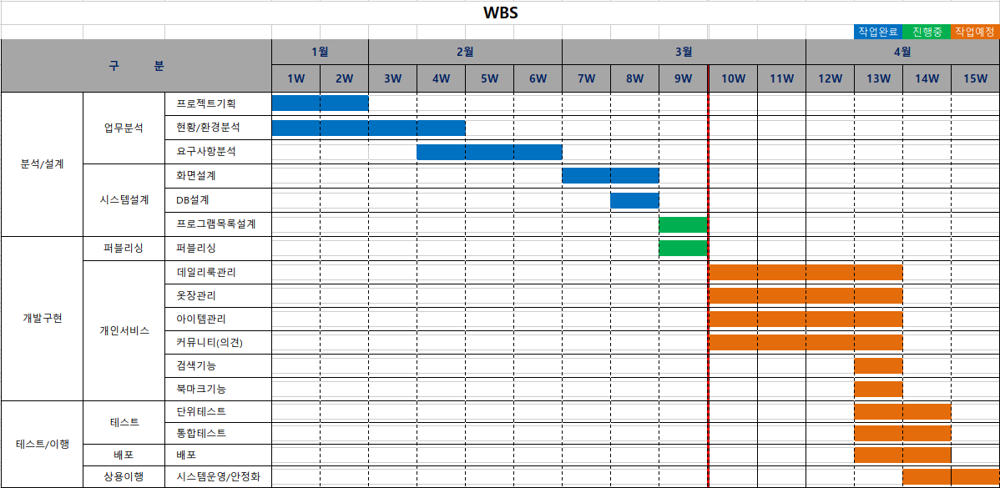 WBS
작업완료 진행중 작업예정
구 분 1월 2월 3월 4월
1W 2W 3W 4W 5W 6W 7W 8W 9W 10W 11W 12W 13W 14W 15W
분석/설계 업무분석 프로젝트기획
현황/환경분석
요구사항분석
시스템설계 화면설계
DB설계
프로그램목록설계
개발구현 퍼블리싱 퍼블리싱
개인서비스 데일리룩관리
옷장관리
아이템관리
커뮤니티(의견)
검색기능
북마크기능
테스트/이행 테스트 단위테스트
통합테스트
배포 배포
상용이행 시스템운영/안정화